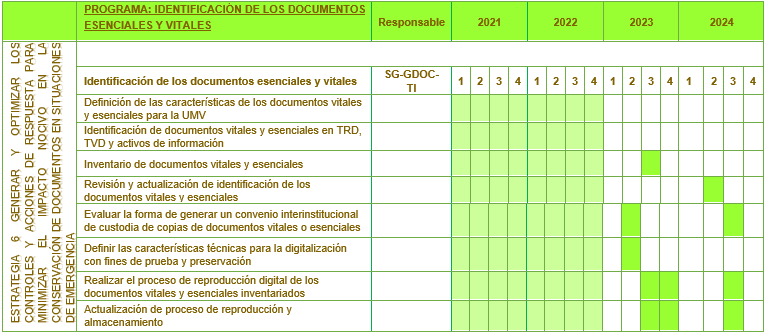 PROGRAMA: IDENTIFICACIÓN DE LOS DOCUMENTOS
ESENCIALES Y VITALES
Responsable
2021
2022
2023
2024
ESTRATEGIA 6 GENERAR Y OPTIMIZAR LOS
CONTROLES Y ACCIONES DE RESPUESTA PARA
MINIMIZAR EL IMPACTO NOCIVO EN LA
CONSERVACIÓN DE DOCUMENTOS EN SITUACIONES
DE EMERGENCIA
Identificación de los documentos esenciales y vitales
SG-GDOC-
TI
1 2 3 4 1 2 3 4 1 2 3 4 1 2 3 4
Definición de las características de los documentos vitales
y esenciales para la UMV
Identificación de documentos vitales y esenciales en TRD,
TVD y activos de información
Inventario de documentos vitales y esenciales
Revisión y actualización de identificación de los
documentos vitales y esenciales
Evaluar la forma de generar un convenio interinstitucional
de custodia de copias de documentos vitales o esenciales
Definir las características técnicas para la digitalización
con fines de prueba y preservación
Realizar el proceso de reproducción digital de los
documentos vitales y esenciales inventariados
Actualización de proceso de reproducción y
almacenamiento